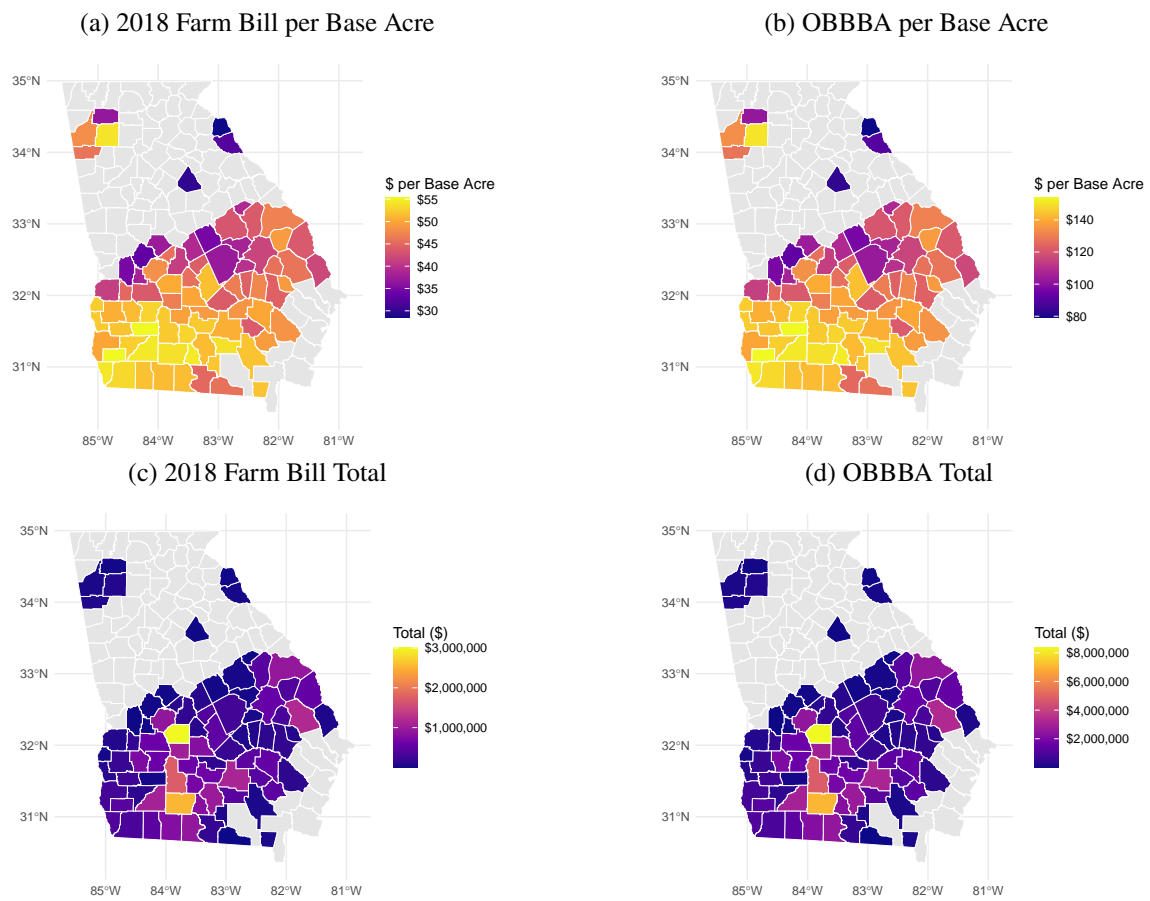 (a) 2018 Farm Bill per Base Acre
35°N
34°N
33°N
32°N
31°N
85°W 84°W 83°W 82°W 81°W
$ per Base Acre
$55
$50
$45
$40
$35
$30
(b) OBBBA per Base Acre
35°N
34°N
33°N
32°N
31°N
85°W 84°W 83°W 82°W 81°W
$ per Base Acre
$140
$120
$100
$80
(c) 2018 Farm Bill Total
35°N
34°N
33°N
32°N
31°N
85°W 84°W 83°W 82°W 81°W
Total ($)
$3,000,000
$2,000,000
$1,000,000
(d) OBBBA Total
35°N
34°N
33°N
32°N
31°N
85°W 84°W 83°W 82°W 81°W
Total ($)
$8,000,000
$6,000,000
$4,000,000
$2,000,000